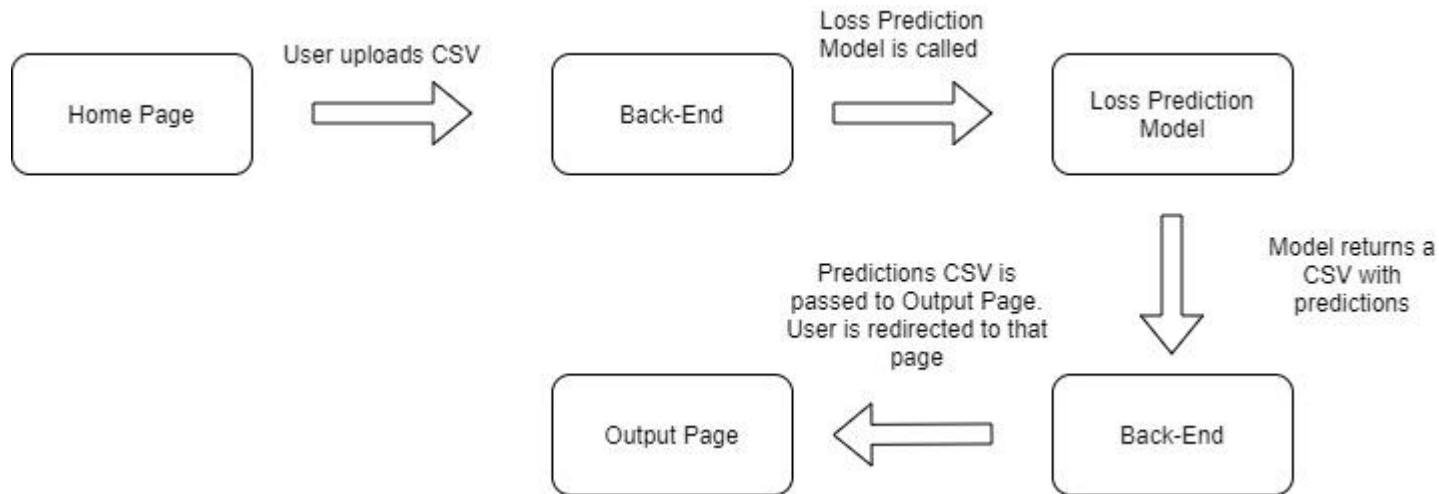 Home Page
User uploads CSV
Back-End
Loss Prediction
Model is called
Loss Prediction
Model
Model returns a
CSV with
predictions
Back-End
Predictions CSV is
passed to Output Page.
User is redirected to that
page
Output Page